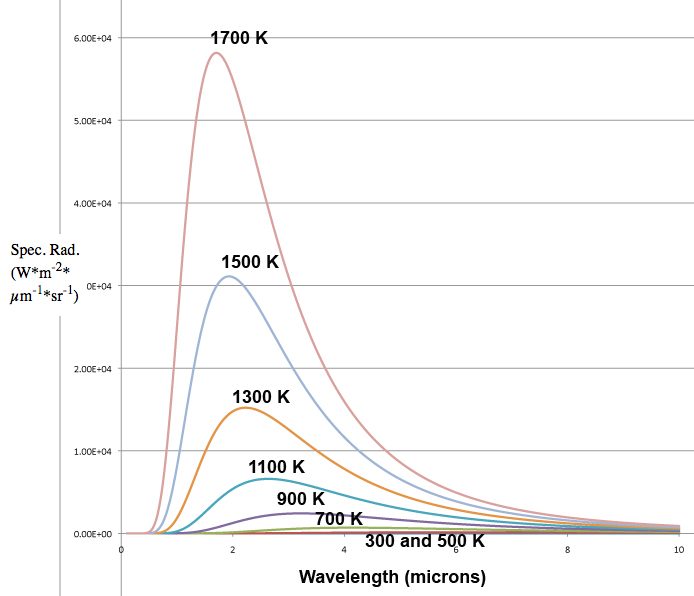 1700 K
6.00E+04
5.00E+04
4.00E+04
Spec. Rad.
(W*m⁻²*
µm⁻¹*sr⁻¹)
0E+04
1500 K
2.00E+04
1300 K
1.00E+04
1100 K
900 K
700 K
0.00E+00
300 and 500 K
0 2 4 6 8 10
Wavelength (microns)